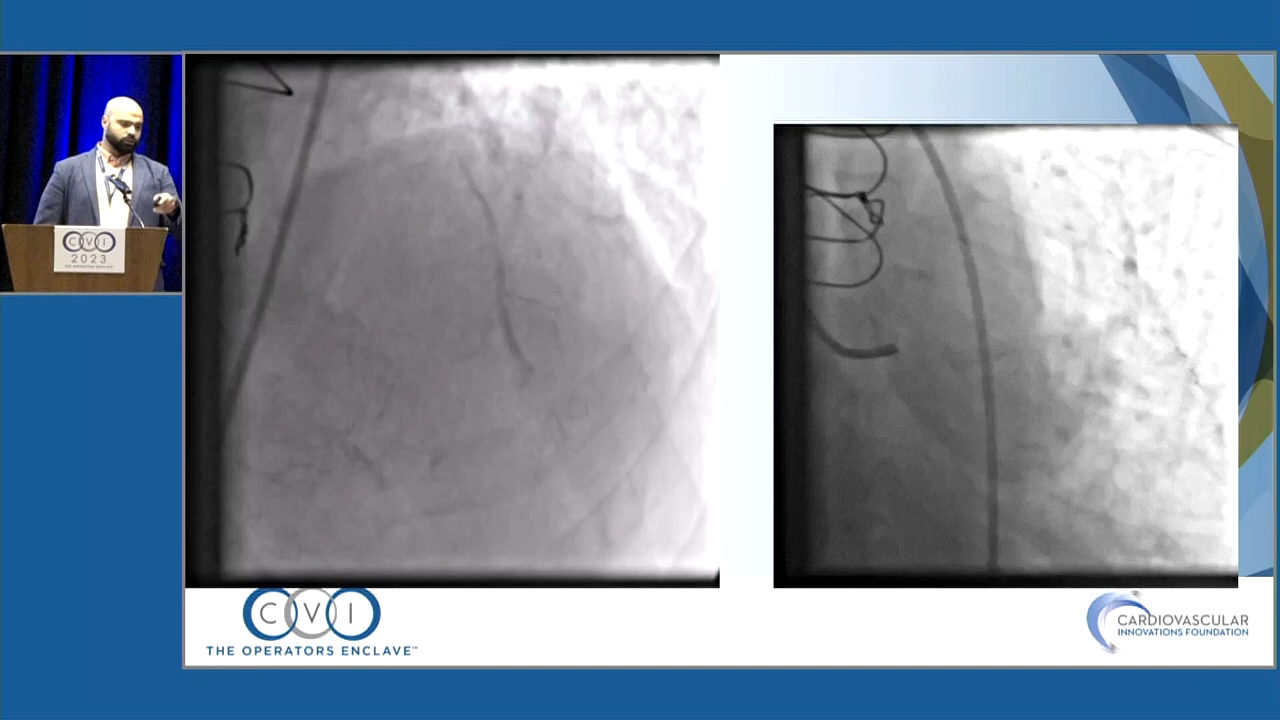 CVI
2023
THE OPERATORS ENCLAVE
CVI
THE OPERATORS ENCLAVE™
CARDIOVASCULAR
INNOVATIONS FOUNDATION